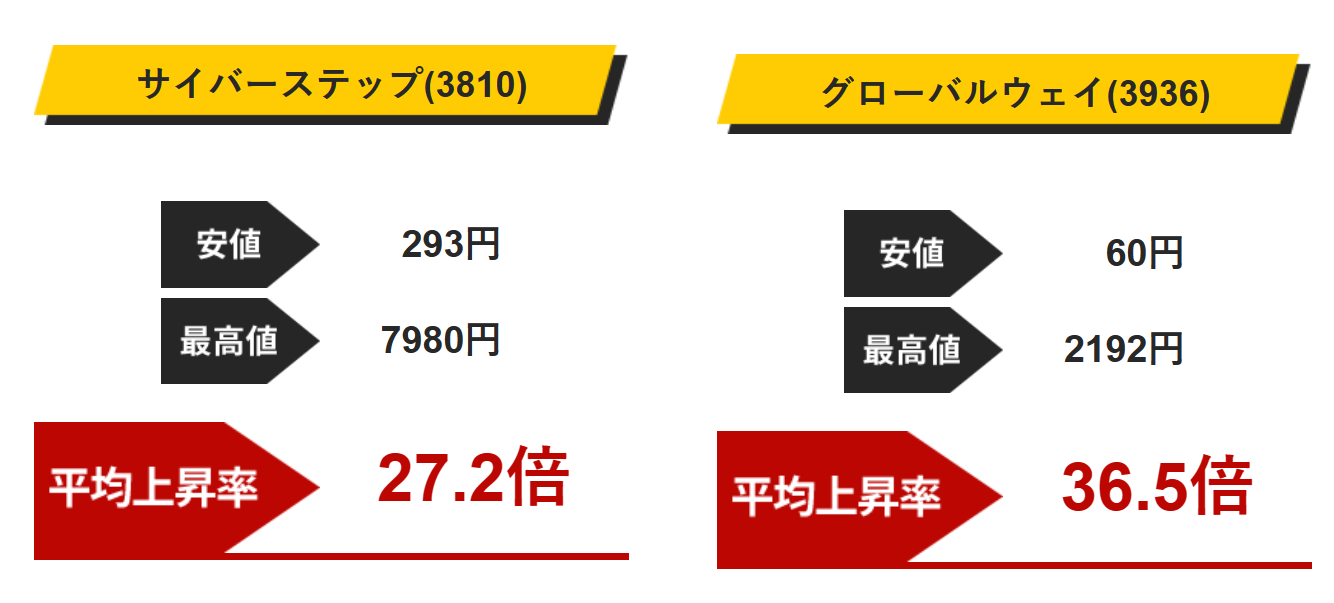 サイバーステップ(3810)
安値 293円
最高値 7980円
平均上昇率 27.2倍
グローバルウェイ(3936)
安値 60円
最高値 2192円
平均上昇率 36.5倍